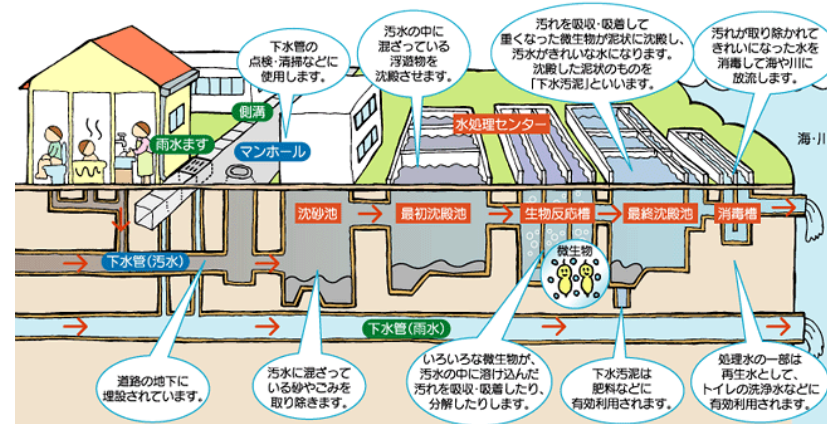 下水管の
点検・清掃などに
使用します。
汚水の中に
混ざっている
浮遊物を
沈殿させます。
汚れを吸収・吸着して
重くなった微生物が泥状に沈殿し、
汚水がきれいな水になります。
沈殿した泥状のものを
「下水汚泥」といいます。
汚れが取り除かれて
きれいになった水を
消毒して海や川に
放流します。
側溝
雨水ます
マンホール
水処理センター
海・川
沈砂池
最初沈殿池
生物反応槽
最終沈殿池
消毒槽
下水管(汚水)
微生物
下水管(雨水)
道路の地下に
埋設されています。
汚水に混ざって
いる砂やごみを
取り除きます。
いろいろな微生物が、
汚水の中に溶け込んだ
汚れを吸収・吸着したり、
分解したりします。
下水汚泥は
肥料などに
有効利用されます。
処理水の一部は
再生水として、
トイレの洗浄水などに
有効利用されます。